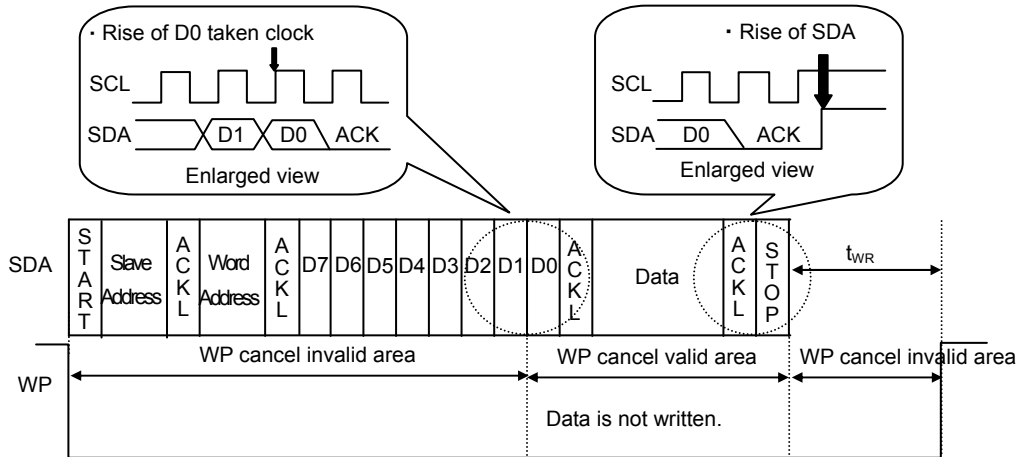 ・Rise of D0 taken clock
SCL
SDA D1 D0 ACK
Enlarged view
・Rise of SDA
SCL
SDA D0 ACK
Enlarged view
SDA START Slave Address ACKL Word Address ACKL D7 D6 D5 D4 D3 D2 D1 D0 ACKL Data ACKL STOP tWR
WP cancel invalid area WP cancel valid area WP cancel invalid area
WP
Data is not written.